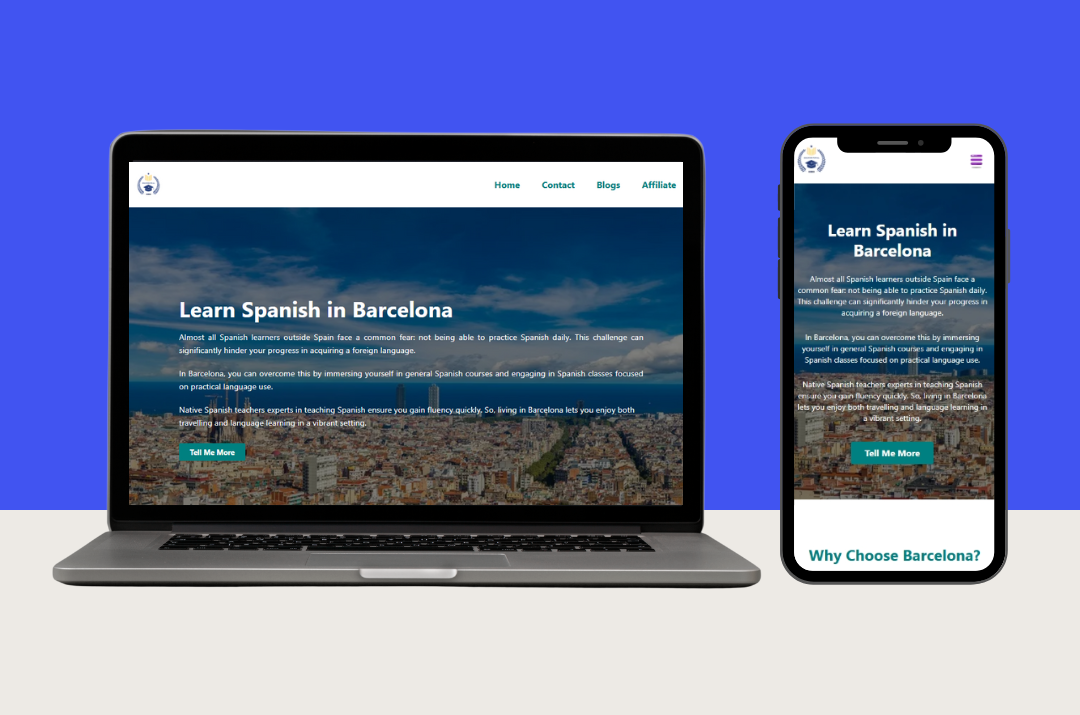 Home Contact Blogs Affiliate
Learn Spanish in Barcelona
Almost all Spanish learners outside Spain face a common fear: not being able to practice Spanish daily. This challenge can
significantly hinder your progress in acquiring a foreign language.
In Barcelona, you can overcome this by immersing yourself in general Spanish courses and engaging in Spanish classes focused
on practical language use.
Native Spanish teachers experts in teaching Spanish ensure you gain fluency quickly. So, living in Barcelona lets you enjoy both
travelling and language learning in a vibrant setting.
Tell Me More
Learn Spanish in
Barcelona
Almost all Spanish learners outside Spain face a
common fear: not being able to practice Spanish daily.
This challenge can significantly hinder your progress in
acquiring a foreign language.
In Barcelona, you can overcome this by immersing
yourself in general Spanish courses and engaging in
Spanish classes focused on practical language use.
Native Spanish teachers experts in teaching Spanish
ensure you gain fluency quickly. So, living in Barcelona
lets you enjoy both travelling and language learning in
a vibrant setting.
Tell Me More
Why Choose Barcelona?